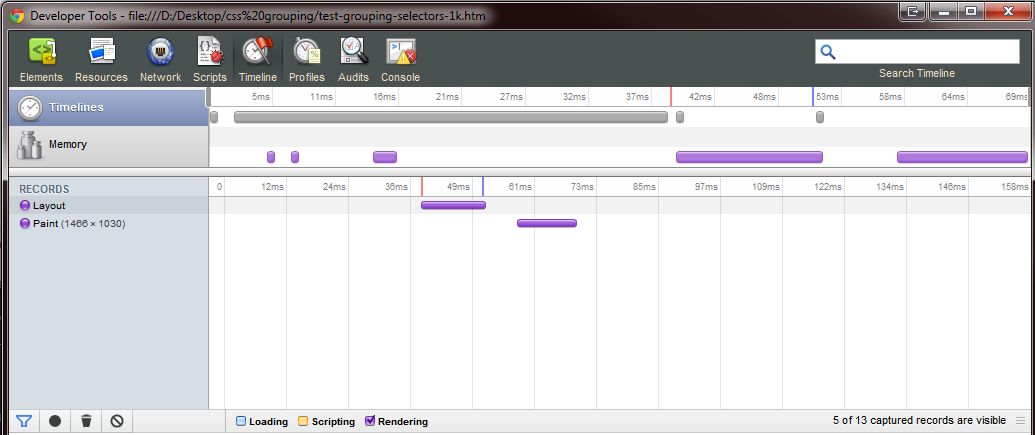 Developer Tools - file:///D:/Desktop/css%20grouping/test-grouping-selectors-1k.htm
Elements Resources Network Scripts Timeline Profiles Audits Console
Search Timeline
Timelines
5ms 11ms 16ms 21ms 27ms 32ms 37ms 42ms 48ms 53ms 58ms 64ms 69ms
Memory
RECORDS
0 12ms 24ms 36ms 49ms 61ms 73ms 85ms 97ms 109ms 122ms 134ms 146ms 158ms
Layout
Paint (1466 × 1030)
Loading Scripting Rendering
5 of 13 captured records are visible